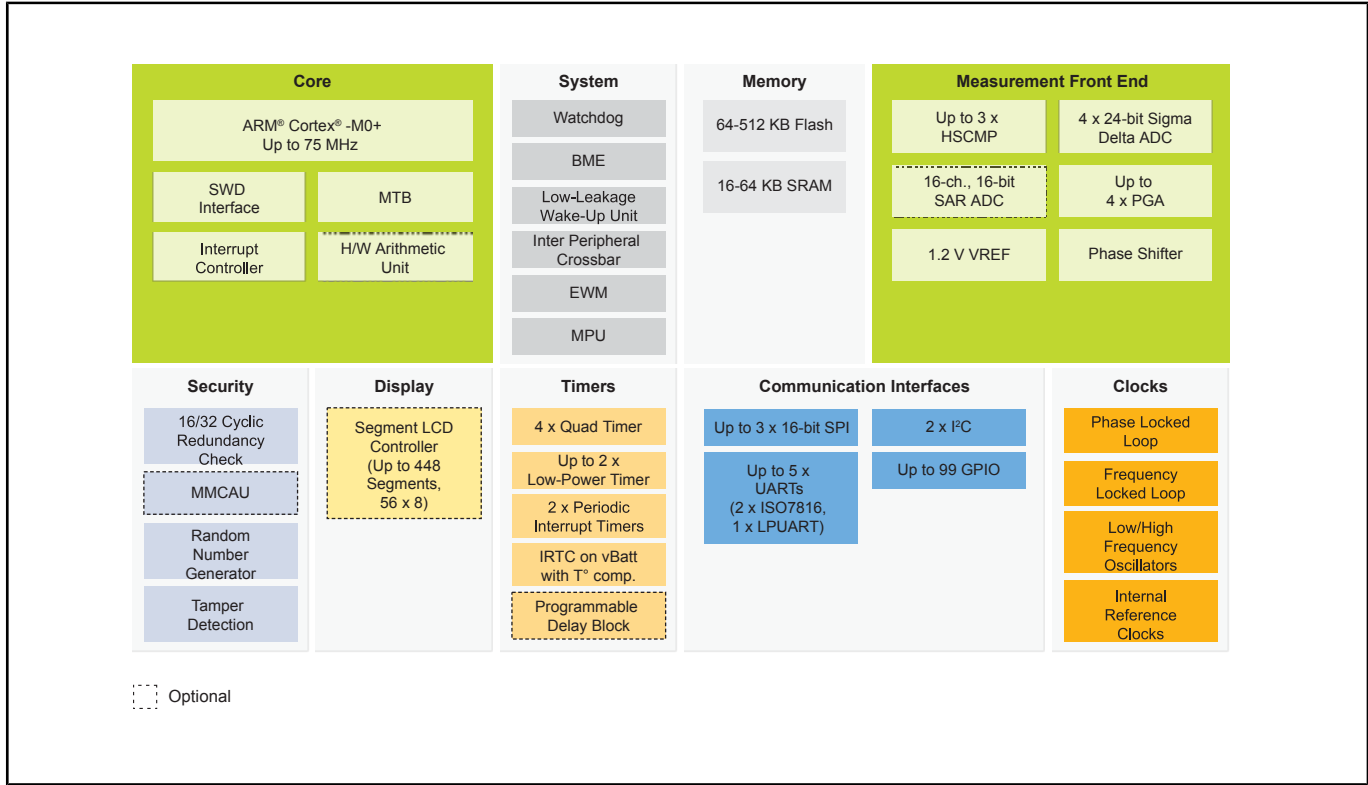 Core
ARM® Cortex® -M0+
Up to 75 MHz
SWD
Interface
MTB
Interrupt
Controller
H/W Arithmetic
Unit
System
Watchdog
BME
Low-Leakage
Wake-Up Unit
Inter Peripheral
Crossbar
EWM
MPU
Memory
64-512 KB Flash
16-64 KB SRAM
Measurement Front End
Up to 3 x
HSCMP
4 x 24-bit Sigma
Delta ADC
16-ch., 16-bit
SAR ADC
Up to
4 x PGA
1.2 V VREF
Phase Shifter
Security
16/32 Cyclic
Redundancy
Check
MMCAU
Random
Number
Generator
Tamper
Detection
Display
Segment LCD
Controller
(Up to 448
Segments,
56 x 8)
Timers
4 x Quad Timer
Up to 2 x
Low-Power Timer
2 x Periodic
Interrupt Timers
IRTC on vBatt
with T° comp.
Programmable
Delay Block
Communication Interfaces
Up to 3 x 16-bit SPI
2 x I²C
Up to 5 x
UARTs
(2 x ISO7816,
1 x LPUART)
Up to 99 GPIO
Clocks
Phase Locked
Loop
Frequency
Locked Loop
Low/High
Frequency
Oscillators
Internal
Reference
Clocks
Optional